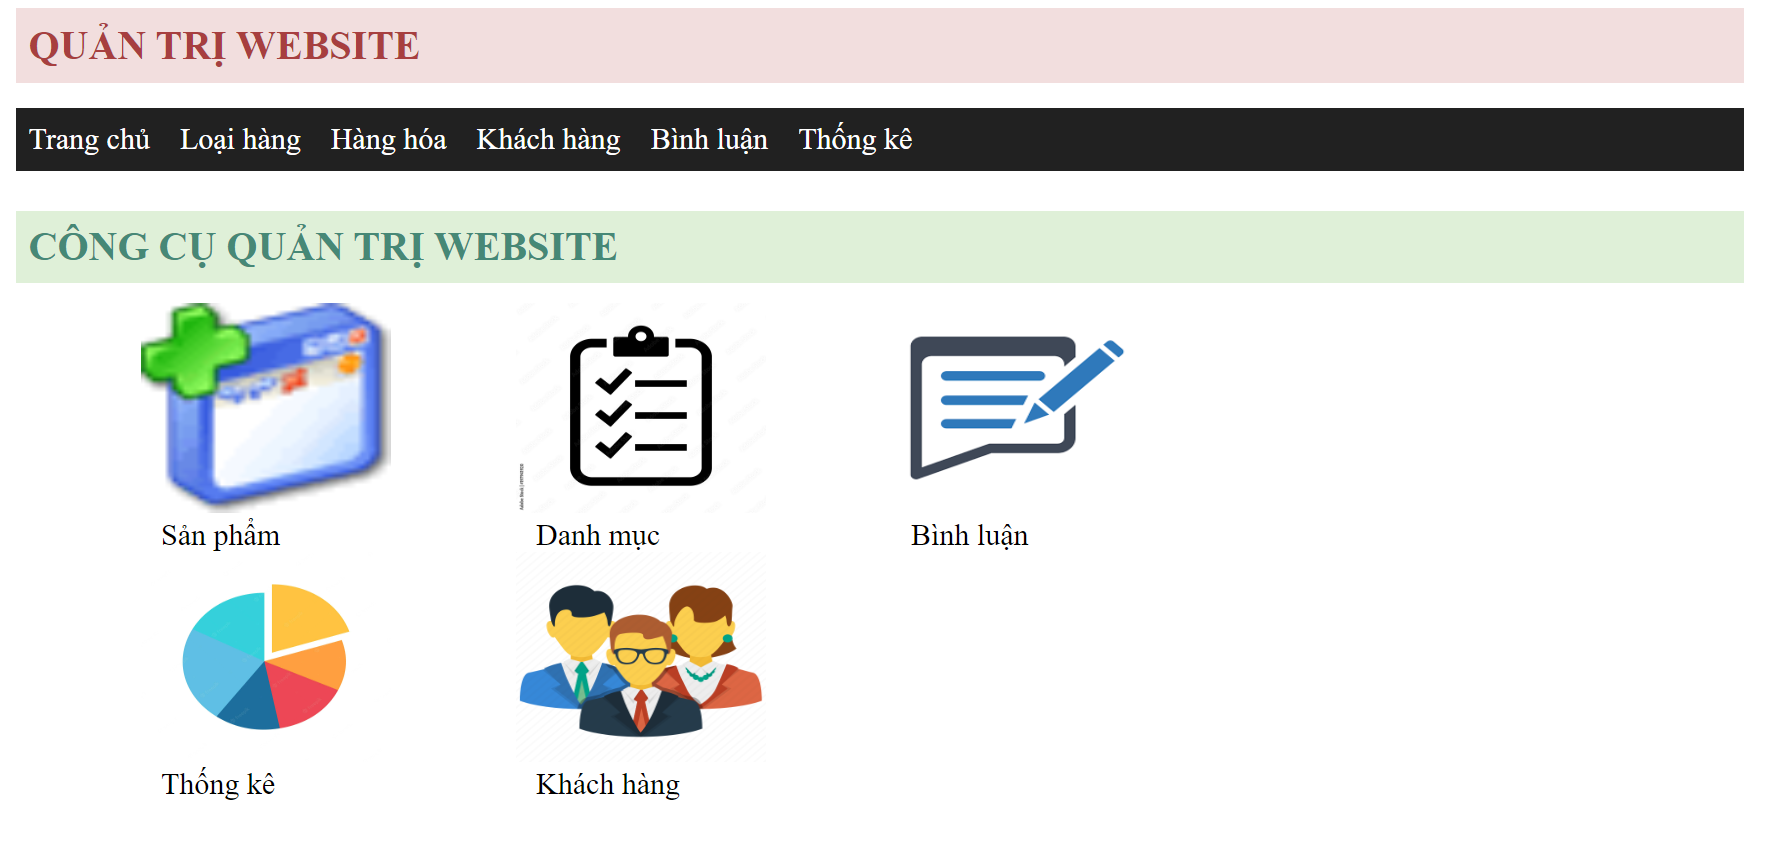 QUẢN TRỊ WEBSITE
Trang chủ Loại hàng Hàng hóa Khách hàng Bình luận Thống kê
CÔNG CỤ QUẢN TRỊ WEBSITE
Sản phẩm Danh mục Bình luận
Thống kê Khách hàng